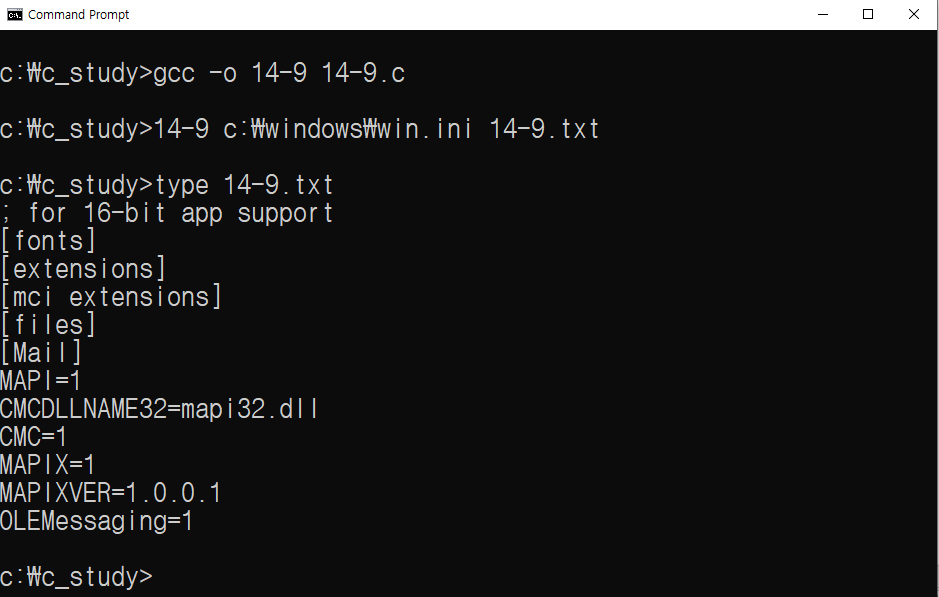 Command Prompt
c:₩c_study>gcc -o 14-9 14-9.c
c:₩c_study>14-9 c:₩windows₩win.ini 14-9.txt
c:₩c_study>type 14-9.txt
; for 16-bit app support
[fonts]
[extensions]
[mci extensions]
[files]
[Mail]
MAPI=1
CMCDLLNAME32=mapi32.dll
CMC=1
MAPIX=1
MAPIXVER=1.0.0.1
OLEMessaging=1
c:₩c_study>